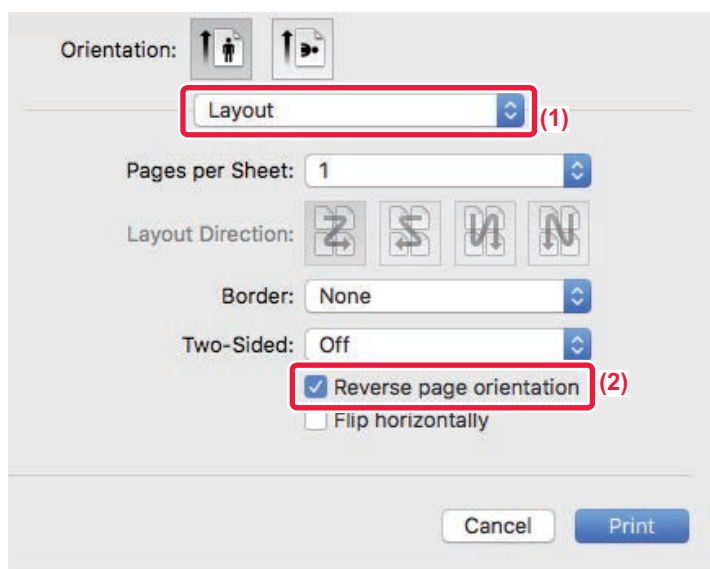 Orientation:
Layout
(1)
Pages per Sheet: 1
Layout Direction:
Border: None
Two-Sided: Off
Reverse page orientation
(2)
Flip horizontally
Cancel Print